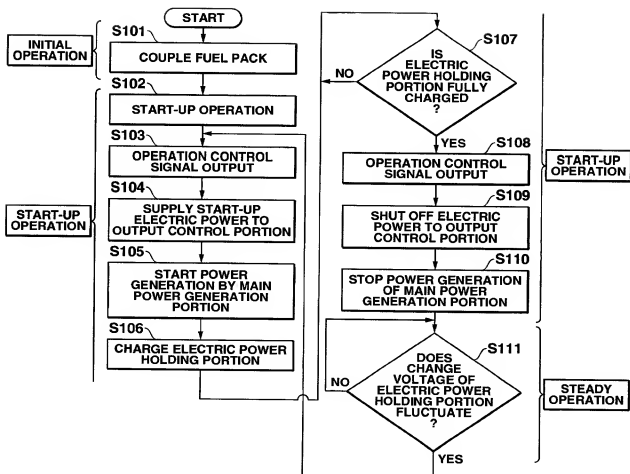 START
INITIAL
OPERATION
S101
COUPLE FUEL PACK
S102
START-UP OPERATION
START-UP
OPERATION
S103
OPERATION CONTROL
SIGNAL OUTPUT
S104
SUPPLY START-UP
ELECTRIC POWER TO
OUTPUT CONTROL PORTION
S105
START POWER
GENERATION BY MAIN
POWER GENERATION
PORTION
S106
CHARGE ELECTRIC POWER
HOLDING PORTION
S107
IS
ELECTRIC
POWER HOLDING
PORTION FULLY
CHARGED
?
NO
YES
S108
OPERATION CONTROL
SIGNAL OUTPUT
START-UP
OPERATION
S109
SHUT OFF ELECTRIC
POWER TO OUTPUT
CONTROL PORTION
S110
STOP POWER GENERATION
OF MAIN POWER
GENERATION PORTION
S111
DOES
CHANGE
VOLTAGE OF
ELECTRIC POWER
HOLDING PORTION
FLUCTUATE
?
NO
STEADY
OPERATION
YES